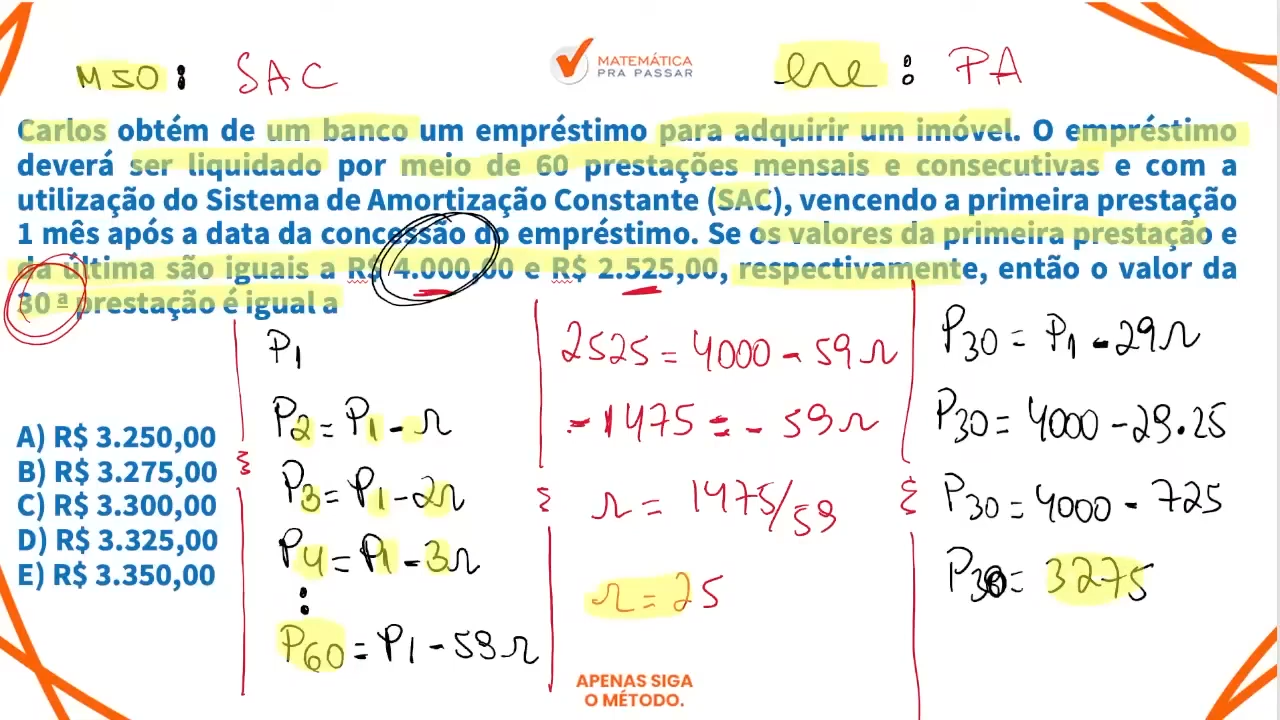 MSO: SAC
MATEMÁTICA
PRA PASSAR
: PA
Carlos obtém de um banco um empréstimo para adquirir um imóvel. O empréstimo
deverá ser liquidado por meio de 60 prestações mensais e consecutivas e com a
utilização do Sistema de Amortização Constante (SAC), vencendo a primeira prestação
1 mês após a data da concessão do empréstimo. Se os valores da primeira prestação e
da última são iguais a R$ 4.000,00 e R$ 2.525,00, respectivamente, então o valor da
30 ª prestação é igual a
A) R$ 3.250,00
B) R$ 3.275,00
C) R$ 3.300,00
D) R$ 3.325,00
E) R$ 3.350,00
P1
P2 = P1 - r
P3 = P1 - 2r
P4 = P1 - 3r
:
P60 = P1 - 59r
2525 = 4000 - 59r
-1475 = - 59r
r = 1475/59
r = 25
P30 = P1 - 29r
P30 = 4000 - 29.25
P30 = 4000 - 725
P30 = 3275
APENAS SIGA
O MÉTODO.